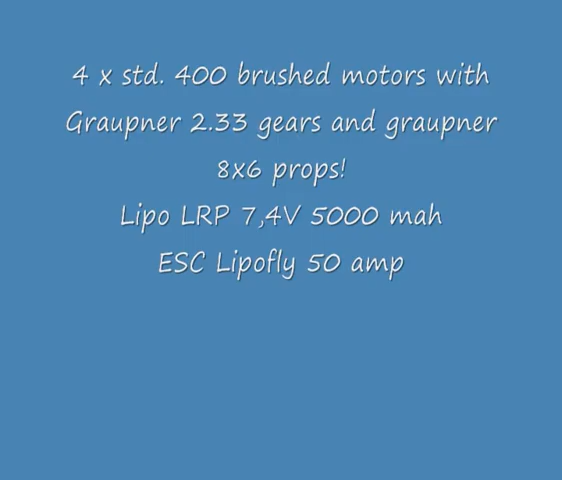 4 x std. 400 brushed motors with
Graupner 2.33 gears and graupner
8x6 props!
Lipo LRP 7,4V 5000 mah
ESC Lipofly 50 amp